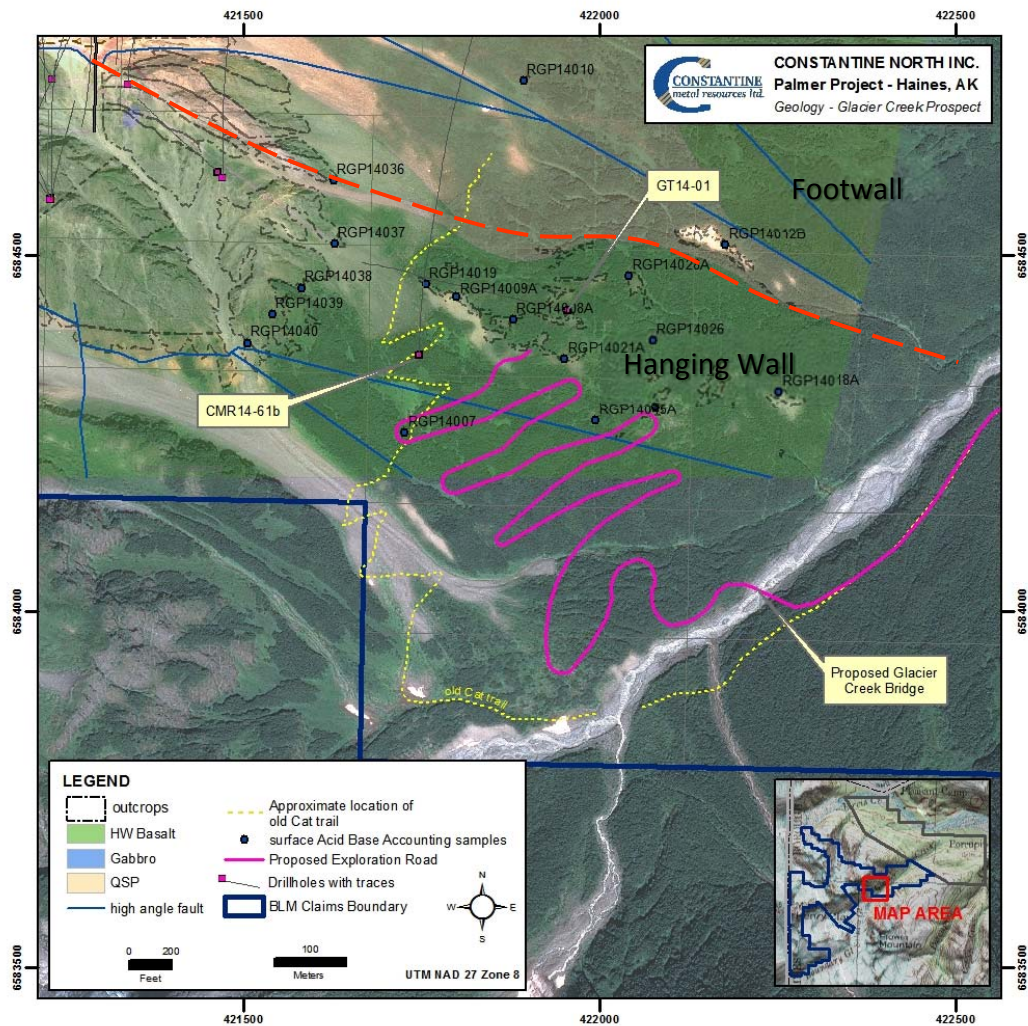 421500
422000
422500
CONSTANTINE
metal resources ltd.
CONSTANTINE NORTH INC.
Palmer Project - Haines, AK
Geology - Glacier Creek Prospect
RGP14010
RGP14036
GT14-01
Footwall
RGP14037
RGP14012B
6584500
6584500
RGP14038
RGP14019
RGP14020A
RGP14009A
RGP14039
RGP14026
RGP14040
RGP14021A
Hanging Wall
RGP14018A
CMR14-61b
RGP14007
6584000
6584000
Proposed Glacier
Creek Bridge
old Cat trail
LEGEND
outcrops
HW Basalt
Gabbro
QSP
high angle fault
Approximate location of
old Cat trail
surface Acid Base Accounting samples
Proposed Exploration Road
Drillholes with traces
BLM Claims Boundary
N
W
E
S
0 200
Feet
100
Meters
UTM NAD 27 Zone 8
MAP AREA
6583500
6583500
421500
422000
422500